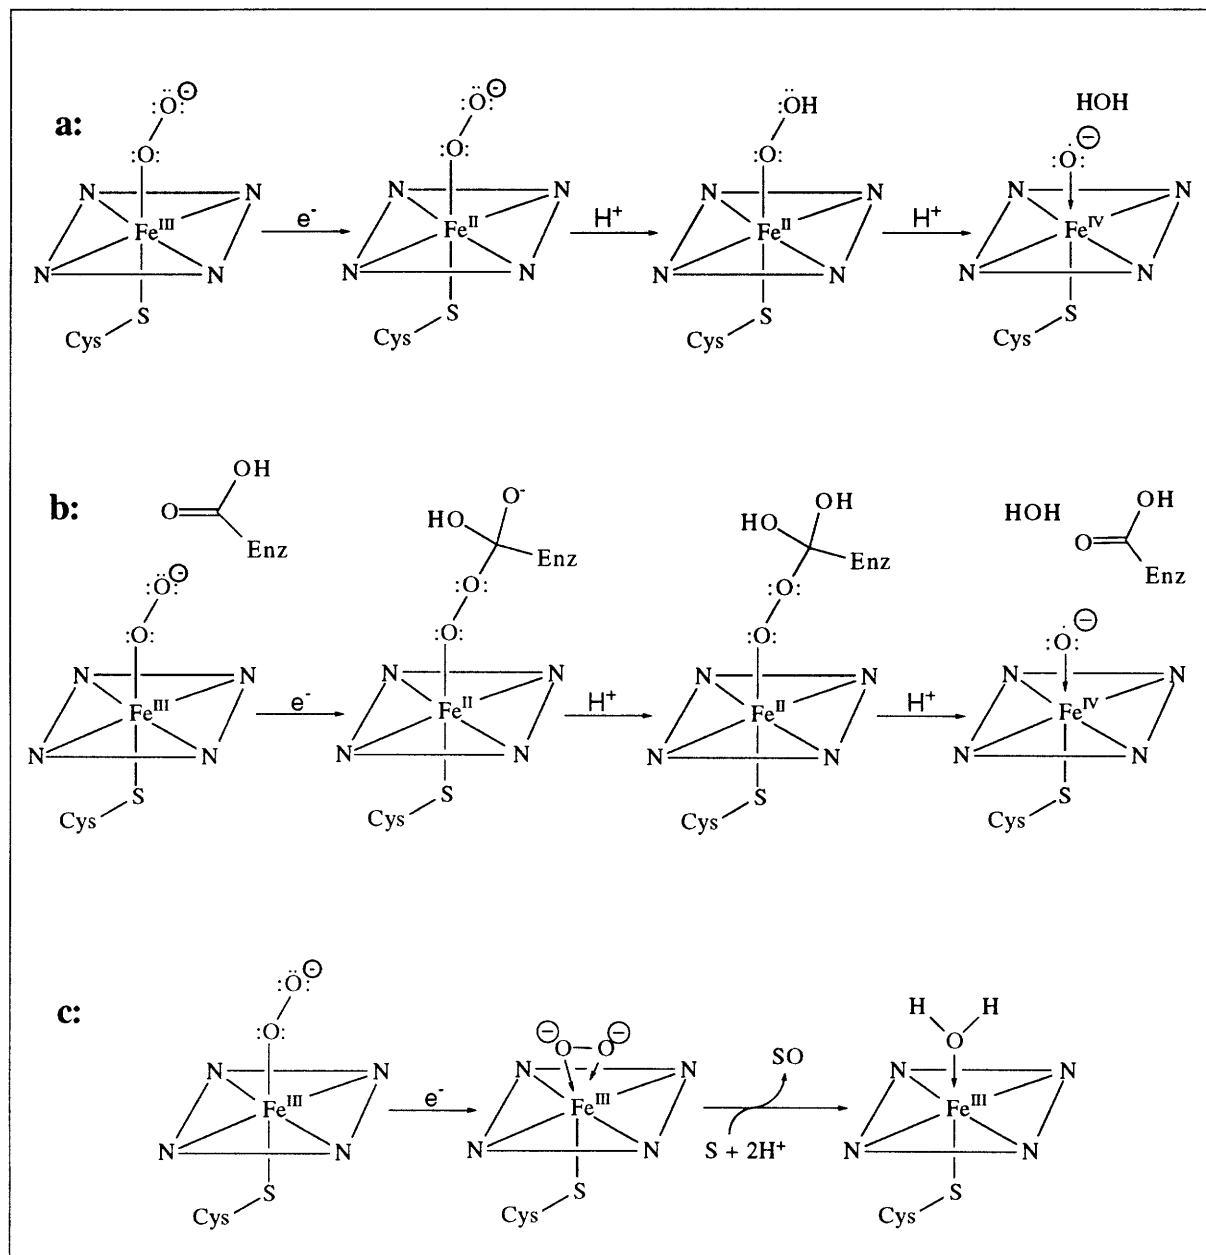 a:
:Ö:⊖ :Ö:⊖ :ÖH HOH
:O: :O: :O: :Ȯ: ⊖
N N N N N N N N
Fe^III e⁻ Fe^II H⁺ Fe^II H⁺ Fe^IV
N N N N N N N N
S S S S
Cys Cys Cys Cys
b:
OH O⁻ OH OH
O HO HO HOH O
Enz Enz Enz Enz
:Ö:⊖ :O: :O:
:O: :O: :O: :Ȯ: ⊖
N N N N N N N N
Fe^III e⁻ Fe^II H⁺ Fe^II H⁺ Fe^IV
N N N N N N N N
S S S S
Cys Cys Cys Cys
c:
:Ö:⊖ H H
:O: ⊖ O O ⊖ SO O
N N N N N N
Fe^III e⁻ Fe^III Fe^III
N N N N S + 2H⁺ N N
S S S
Cys Cys Cys